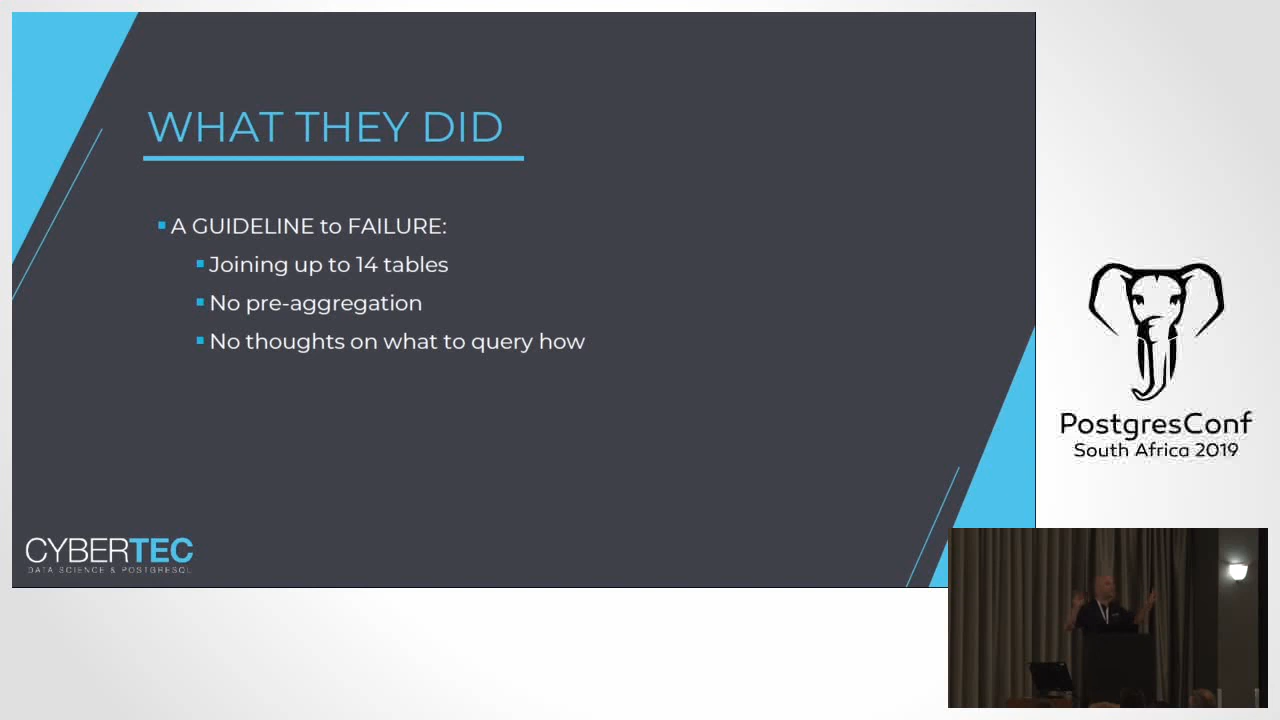 WHAT THEY DID
A GUIDELINE to FAILURE:
Joining up to 14 tables
No pre-aggregation
No thoughts on what to query how
CYBERTEC
DATA SCIENCE & POSTGRESQL
PostgresConf
South Africa 2019